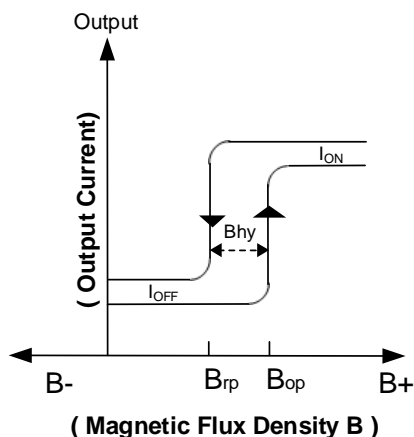 Output
( Output Current)
I_ON
Bhy
I_OFF
B- B_rp B_op B+
( Magnetic Flux Density B )